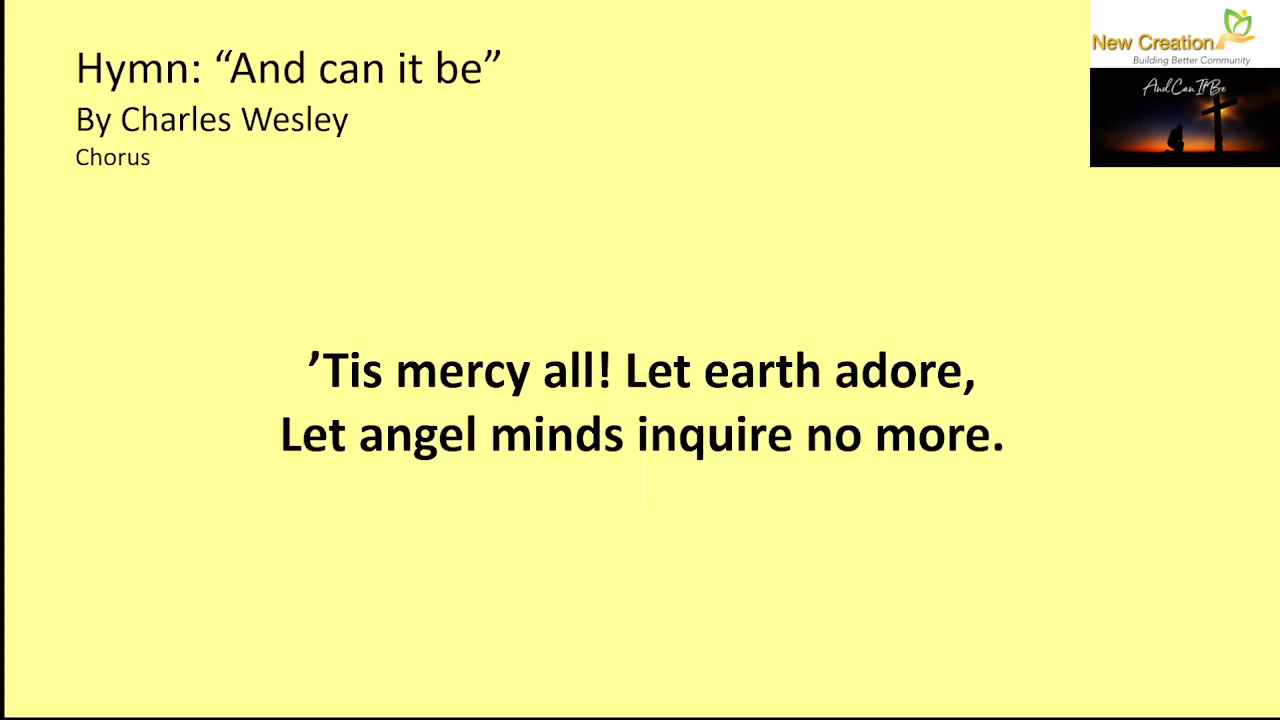 Hymn: “And can it be”
By Charles Wesley
Chorus
New Creation
Building Better Community
And Can It Be
’Tis mercy all! Let earth adore,
Let angel minds inquire no more.